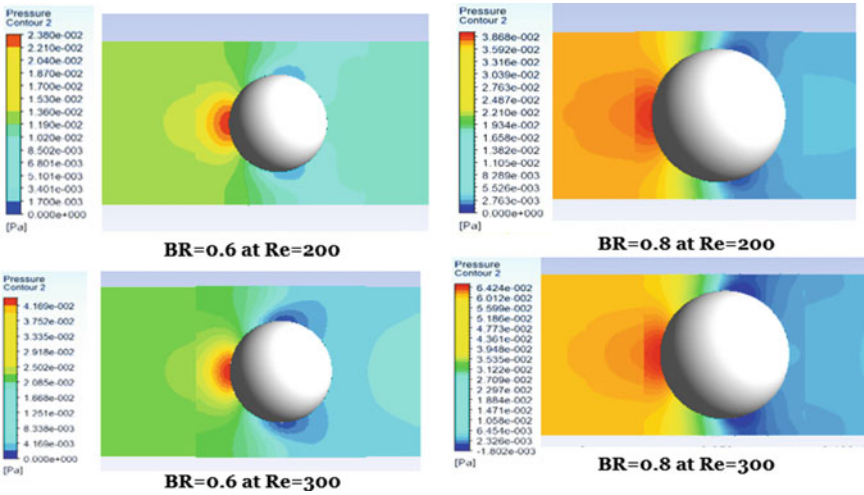 Pressure
Contour 2
2.380e-002
2.210e-002
2.040e-002
1.870e-002
1.700e-002
1.530e-002
1.360e-002
1.190e-002
1.020e-002
8.502e-003
6.801e-003
5.101e-003
3.401e-003
1.700e-003
0.000e+000
[Pa]
BR=0.6 at Re=200
Pressure
Contour 2
3.868e-002
3.592e-002
3.316e-002
3.039e-002
2.763e-002
2.487e-002
2.210e-002
1.934e-002
1.658e-002
1.382e-002
1.105e-002
8.289e-003
5.526e-003
2.763e-003
0.000e+000
[Pa]
BR=0.8 at Re=200
Pressure
Contour 2
4.169e-002
3.752e-002
3.335e-002
2.918e-002
2.502e-002
2.085e-002
1.668e-002
1.251e-002
8.338e-003
4.169e-003
0.000e+000
[Pa]
BR=0.6 at Re=300
Pressure
Contour 2
6.424e-002
6.012e-002
5.599e-002
5.186e-002
4.773e-002
4.361e-002
3.948e-002
3.535e-002
3.122e-002
2.709e-002
2.297e-002
1.884e-002
1.471e-002
1.058e-002
6.454e-003
2.326e-003
-1.802e-003
[Pa]
BR=0.8 at Re=300